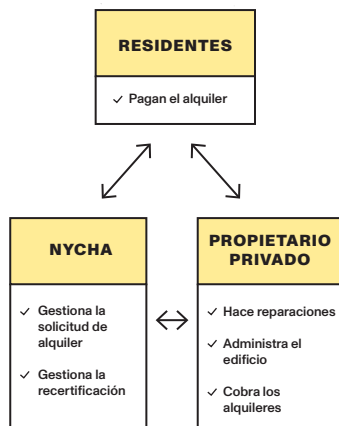 RESIDENTES
✓ Pagan el alquiler
NYCHA
✓ Gestiona la
solicitud de
alquiler
✓ Gestiona la
recertificación
PROPIETARIO
PRIVADO
✓ Hace reparaciones
✓ Administra el
edificio
✓ Cobra los
alquileres